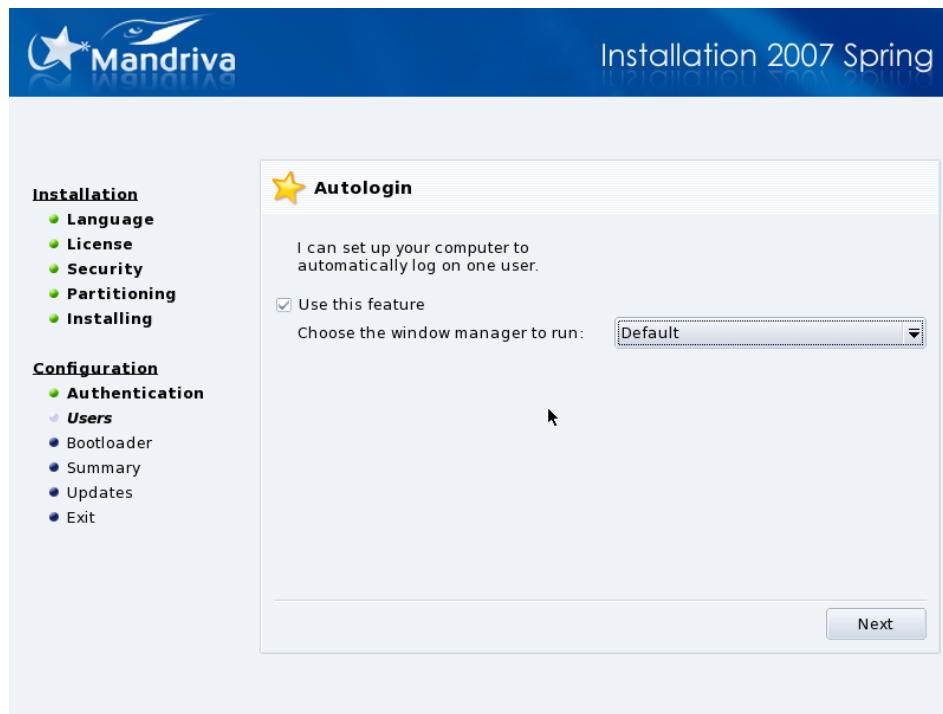 Mandriva
Installation 2007 Spring
Installation
Language
License
Security
Partitioning
Installing
Configuration
Authentication
Users
Bootloader
Summary
Updates
Exit
Autologin
I can set up your computer to
automatically log on one user.
Use this feature
Choose the window manager to run:
Default
Next